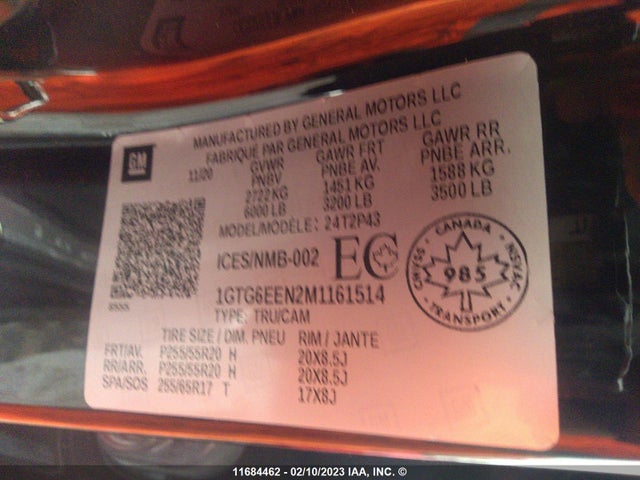 MANUFACTURED BY GENERAL MOTORS LLC
FABRIQUÉ PAR GENERAL MOTORS LLC
GM
11/20 GVWR GAWR FRT GAWR RR
PNBV PNBE AV. PNBE ARR.
2722 KG 1451 KG 1588 KG
6000 LB 3200 LB 3500 LB
MODEL/MODÈLE: 24T2P43
ICES/NMB-002 EC
CANADA
NSVAC
985
CMVSS
TRANSPORT
1GTG6EEN2M1161514
TYPE: TRU/CAM
TIRE SIZE / DIM. PNEU RIM / JANTE
FRT/AV. P255/55R20 H 20X8.5J
RR/ARR. P255/55R20 H 20X8.5J
SPA/SOS 255/65R17 T 17X8J
11684462 - 02/10/2023 IAA, INC. ©